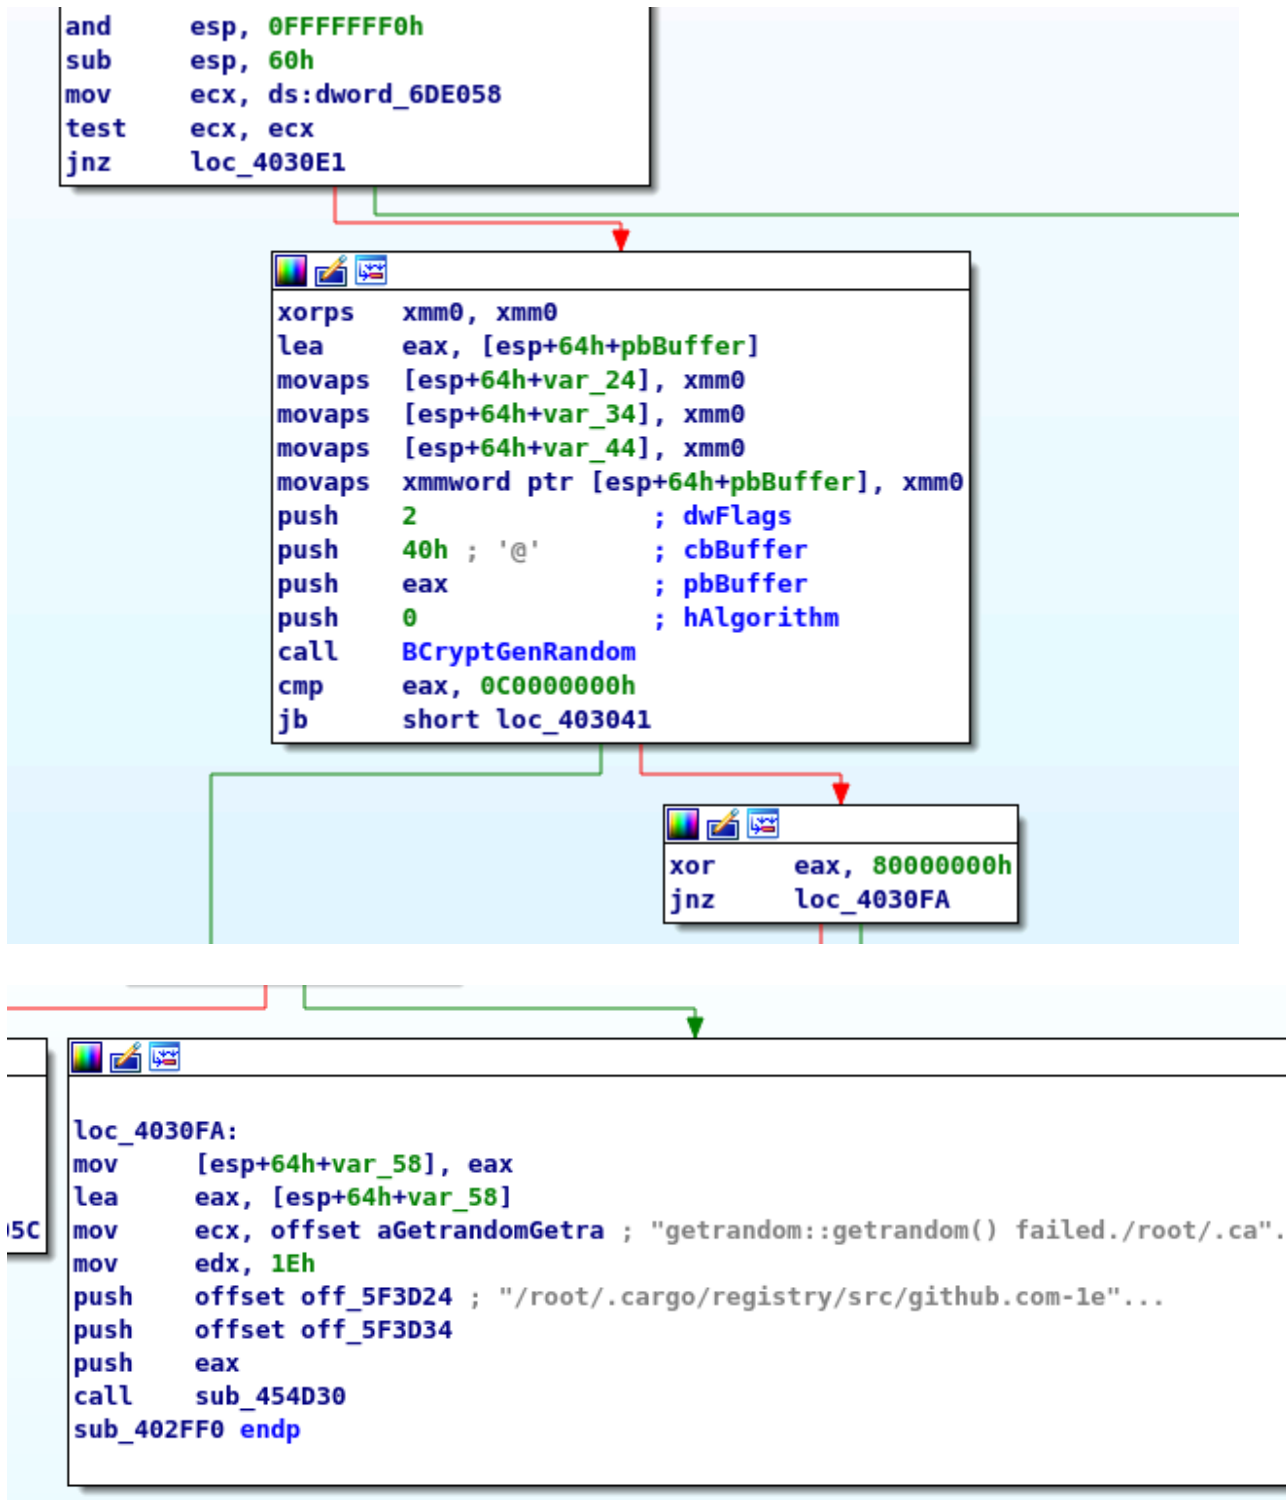 and esp, 0FFFFFFF0h
sub esp, 60h
mov ecx, ds:dword_6DE058
test ecx, ecx
jnz loc_4030E1
xorps xmm0, xmm0
lea eax, [esp+64h+pbBuffer]
movaps [esp+64h+var_24], xmm0
movaps [esp+64h+var_34], xmm0
movaps [esp+64h+var_44], xmm0
movaps xmmword ptr [esp+64h+pbBuffer], xmm0
push 2 ; dwFlags
push 40h ; '@' ; cbBuffer
push eax ; pbBuffer
push 0 ; hAlgorithm
call BCryptGenRandom
cmp eax, 0C0000000h
jb short loc_403041
xor eax, 80000000h
jnz loc_4030FA
loc_4030FA:
mov [esp+64h+var_58], eax
lea eax, [esp+64h+var_58]
5C
mov ecx, offset aGetrandomGetra ; "getrandom::getrandom() failed./root/.ca".
mov edx, 1Eh
push offset off_5F3D24 ; "/root/.cargo/registry/src/github.com-1e"...
push offset off_5F3D34
push eax
call sub_454D30
sub_402FF0 endp